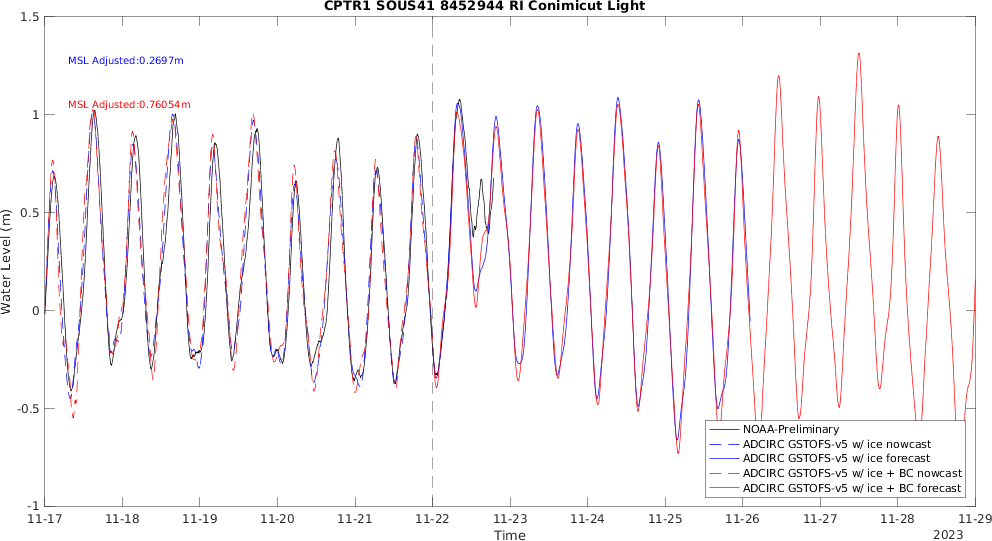 CPTR1 SOUS41 8452944 RI Conimicut Light
1.5
MSL Adjusted:0.2697m
MSL Adjusted:0.76054m
1
0.5
Water Level (m)
0
-0.5
-1
NOAA-Preliminary
ADCIRC GSTOFS-v5 w/ ice nowcast
ADCIRC GSTOFS-v5 w/ ice forecast
ADCIRC GSTOFS-v5 w/ ice + BC nowcast
ADCIRC GSTOFS-v5 w/ ice + BC forecast
11-17 11-18 11-19 11-20 11-21 11-22 11-23 11-24 11-25 11-26 11-27 11-28 11-29
Time
2023